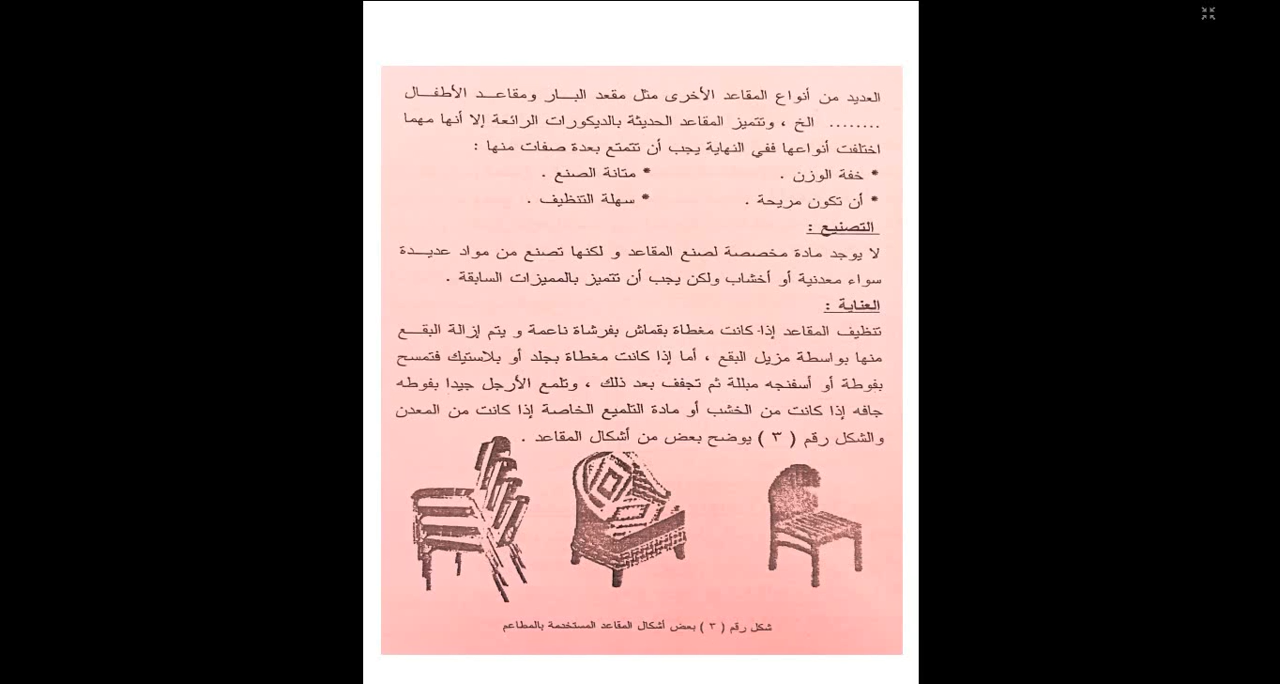 العديد من أنواع المقاعد الأخرى مثل مقعد البـــار ومقاعــد الأطفــال
........ الخ ، وتتميز المقاعد الحديثة بالديكورات الرائعة إلا أنها مهما
اختلفت أنواعها ففي النهاية يجب أن تتمتع بعدة صفات منها :
* خفة الوزن . * متانة الصنع .
* أن تكون مريحة . * سهلة التنظيف .
التصنيع :
لا يوجد مادة مخصصة لصنع المقاعد و لكنها تصنع من مواد عديــدة
سواء معدنية أو أخشاب ولكن يجب أن تتميز بالمميزات السابقة .
العناية :
تنظيف المقاعد إذا كانت مغطاة بقماش بفرشاة ناعمة و يتم إزالة البقــع
منها بواسطة مزيل البقع ، أما إذا كانت مغطاة بجلد أو بلاستيك فتمسح
بفوطة أو أسفنجه مبللة ثم تجفف بعد ذلك ، وتلمع الأرجل جيدا بفوطه
جافه إذا كانت من الخشب أو مادة التلميع الخاصة إذا كانت من المعدن
والشكل رقم ( ٣ ) يوضح بعض من أشكال المقاعد .
شكل رقم ( ٣ ) بعض أشكال المقاعد المستخدمة بالمطاعم